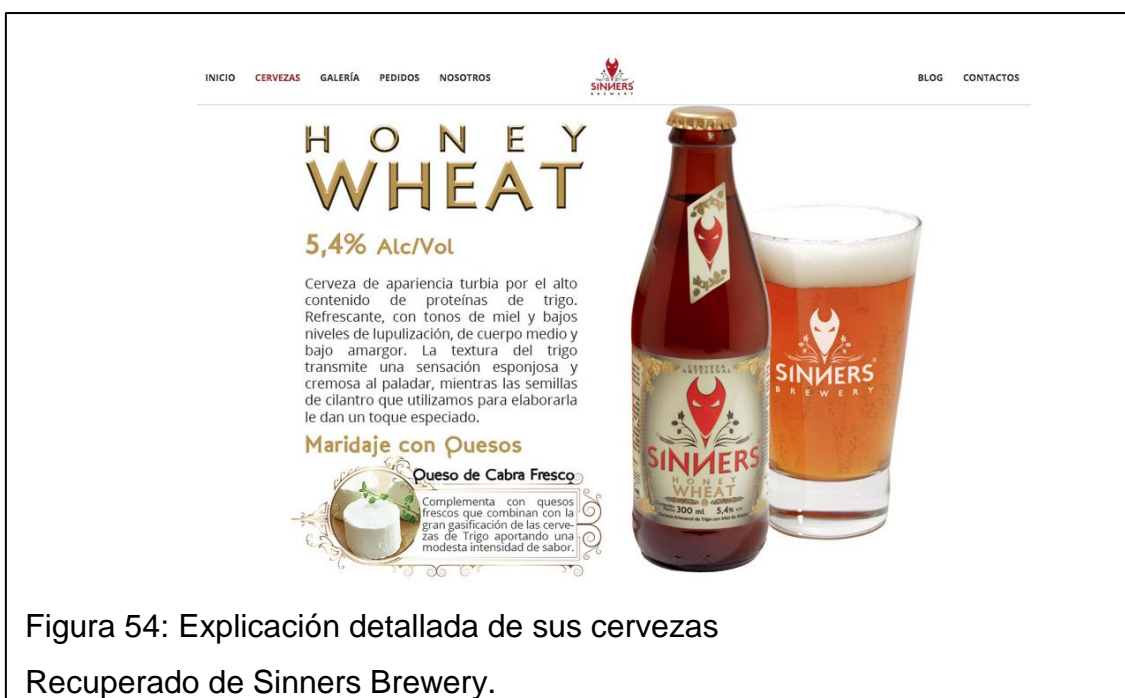 INICIO CERVEZAS GALERÍA PEDIDOS NOSOTROS SINNERS BREWERY BLOG CONTACTOS
HONEY
WHEAT
5,4% Alc/Vol
Cerveza de apariencia turbia por el alto
contenido de proteínas de trigo.
Refrescante, con tonos de miel y bajos
niveles de lupulización, de cuerpo medio y
bajo amargor. La textura del trigo
transmite una sensación esponjosa y
cremosa al paladar, mientras las semillas
de cilantro que utilizamos para elaborarla
le dan un toque especiado.
Maridaje con Quesos
Queso de Cabra Fresco
Complementa con quesos
frescos que combinan con la
gran gasificación de las cerve-
zas de Trigo aportando una
modesta intensidad de sabor.
CERVEZA
ARTESANAL
SINNERS
HONEY
WHEAT
300 ml 5,4%
SINNERS
BREWERY
Figura 54: Explicación detallada de sus cervezas
Recuperado de Sinners Brewery.